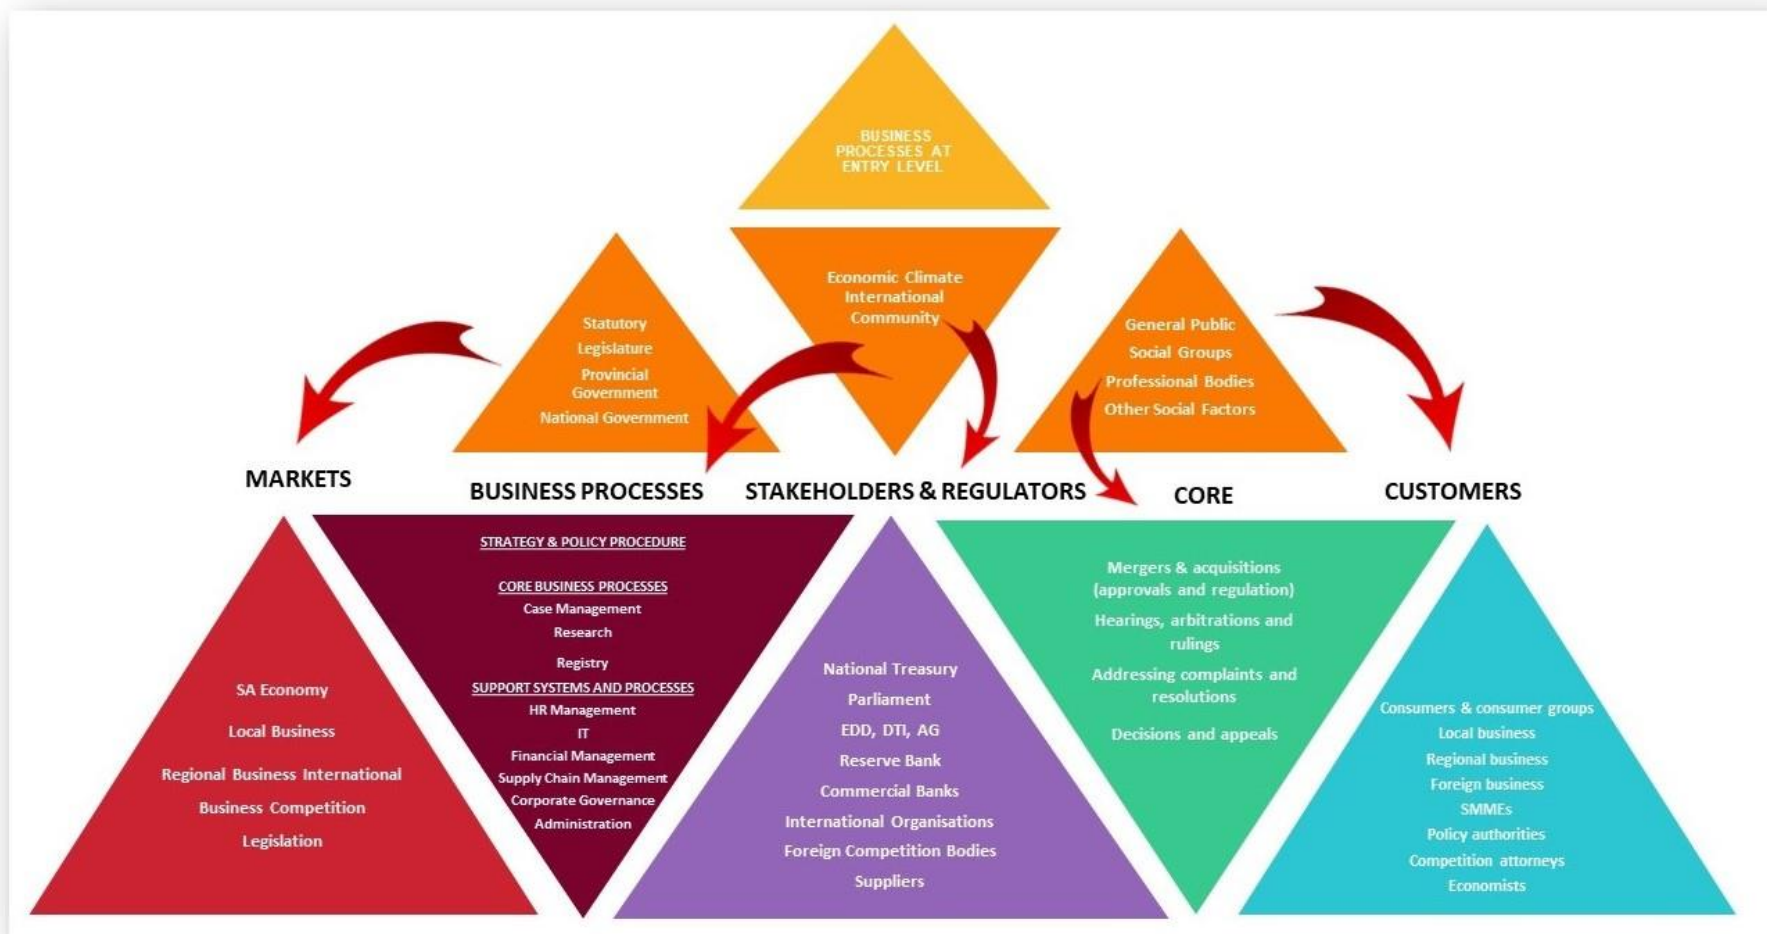 BUSINESS
PROCESSES AT
ENTRY LEVEL
Statutory
Legislature
Provincial
Government
National Government
Economic Climate
International
Community
General Public
Social Groups
Professional Bodies
Other Social Factors
MARKETS
BUSINESS PROCESSES
STAKEHOLDERS & REGULATORS
CORE
CUSTOMERS
SA Economy
Local Business
Regional Business International
Business Competition
Legislation
STRATEGY & POLICY PROCEDURE
CORE BUSINESS PROCESSES
Case Management
Research
Registry
SUPPORT SYSTEMS AND PROCESSES
HR Management
IT
Financial Management
Supply Chain Management
Corporate Governance
Administration
National Treasury
Parliament
EDD, DTI, AG
Reserve Bank
Commercial Banks
International Organisations
Foreign Competition Bodies
Suppliers
Mergers & acquisitions
(approvals and regulation)
Hearings, arbitrations and
rulings
Addressing complaints and
resolutions
Decisions and appeals
Consumers & consumer groups
Local business
Regional business
Foreign business
SMMEs
Policy authorities
Competition attorneys
Economists